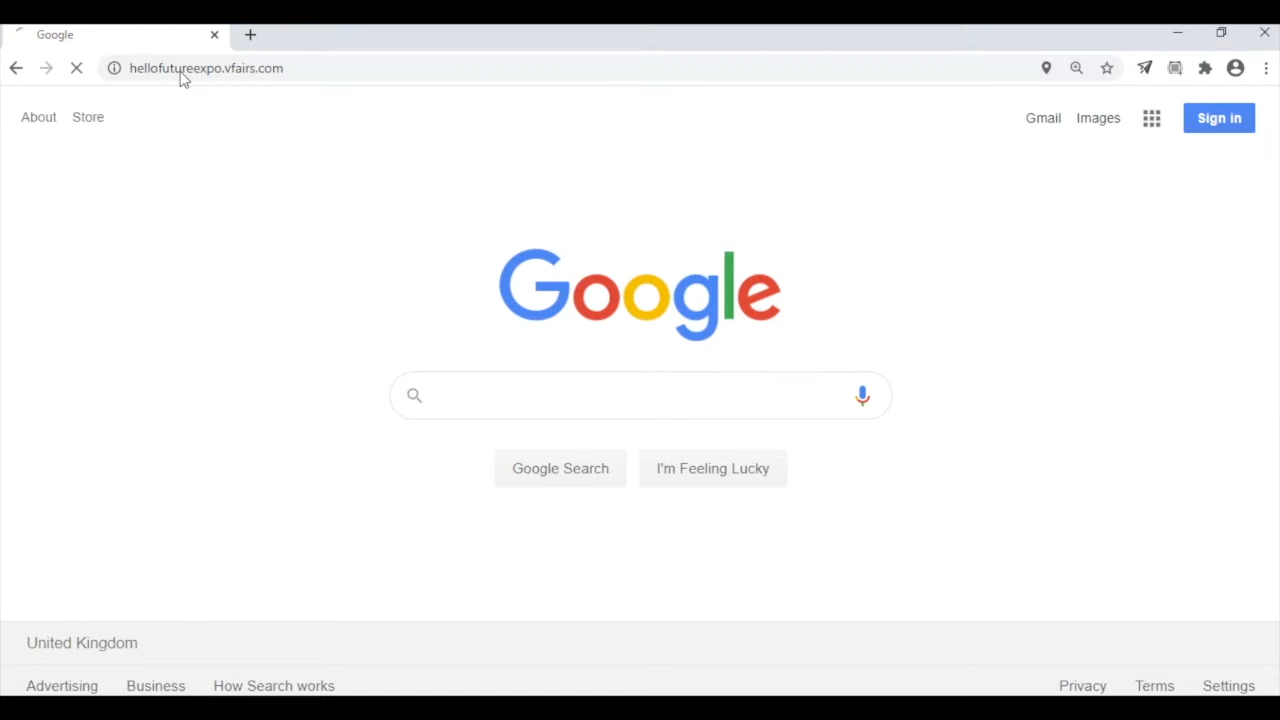 Google
hellofutureexpo.vfairs.com
About Store
Gmail Images Sign in
Google
Google Search I'm Feeling Lucky
United Kingdom
Advertising Business How Search works
Privacy Terms Settings